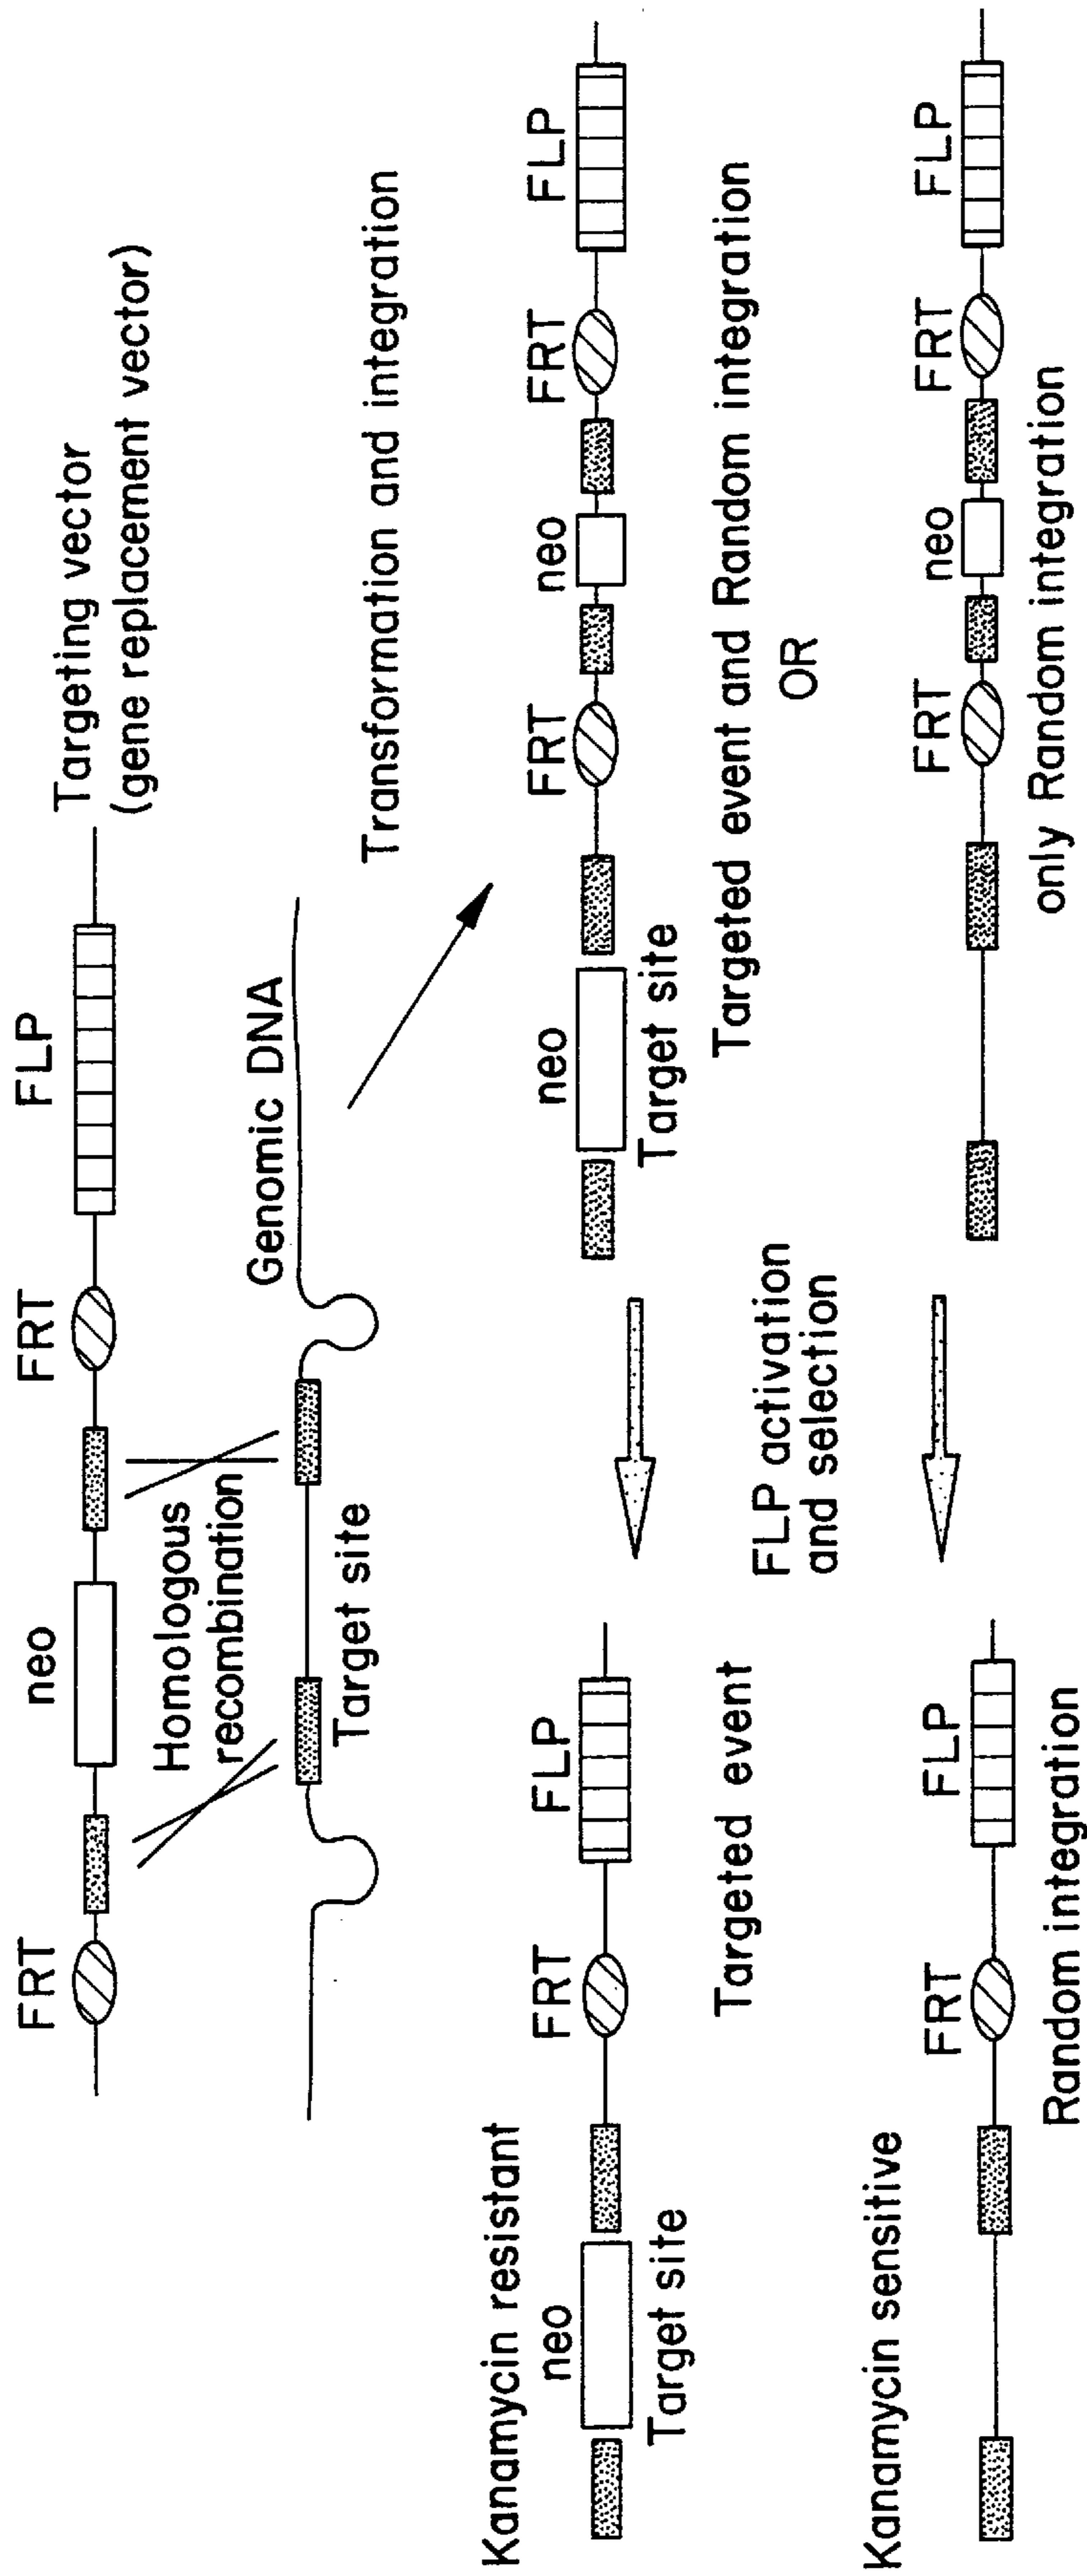 FRT
neo
FRT
FLP
Targeting vector
(gene replacement vector)
Homologous
recombination
Genomic DNA
Target site
Transformation and integration
neo
Target site
FRT
neo
FRT
FLP
Targeted event and Random integration
OR
FRT
neo
FRT
FLP
only Random integration
FLP activation
and selection
Kanamycin resistant
neo
Target site
FRT
FLP
Targeted event
Kanamycin sensitive
FRT
FLP
Random integration